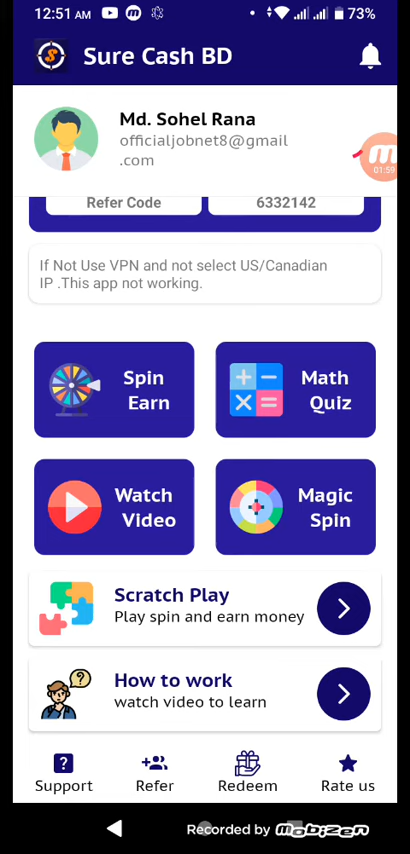 12:51 AM
73%
Sure Cash BD
Md. Sohel Rana
officialjobnet8@gmail
.com
01:59
Refer Code
6332142
If Not Use VPN and not select US/Canadian
IP .This app not working.
Spin
Earn
Math
Quiz
Watch
Video
Magic
Spin
Scratch Play
Play spin and earn money
How to work
watch video to learn
Support
Refer
Redeem
Rate us
Recorded by mobizen